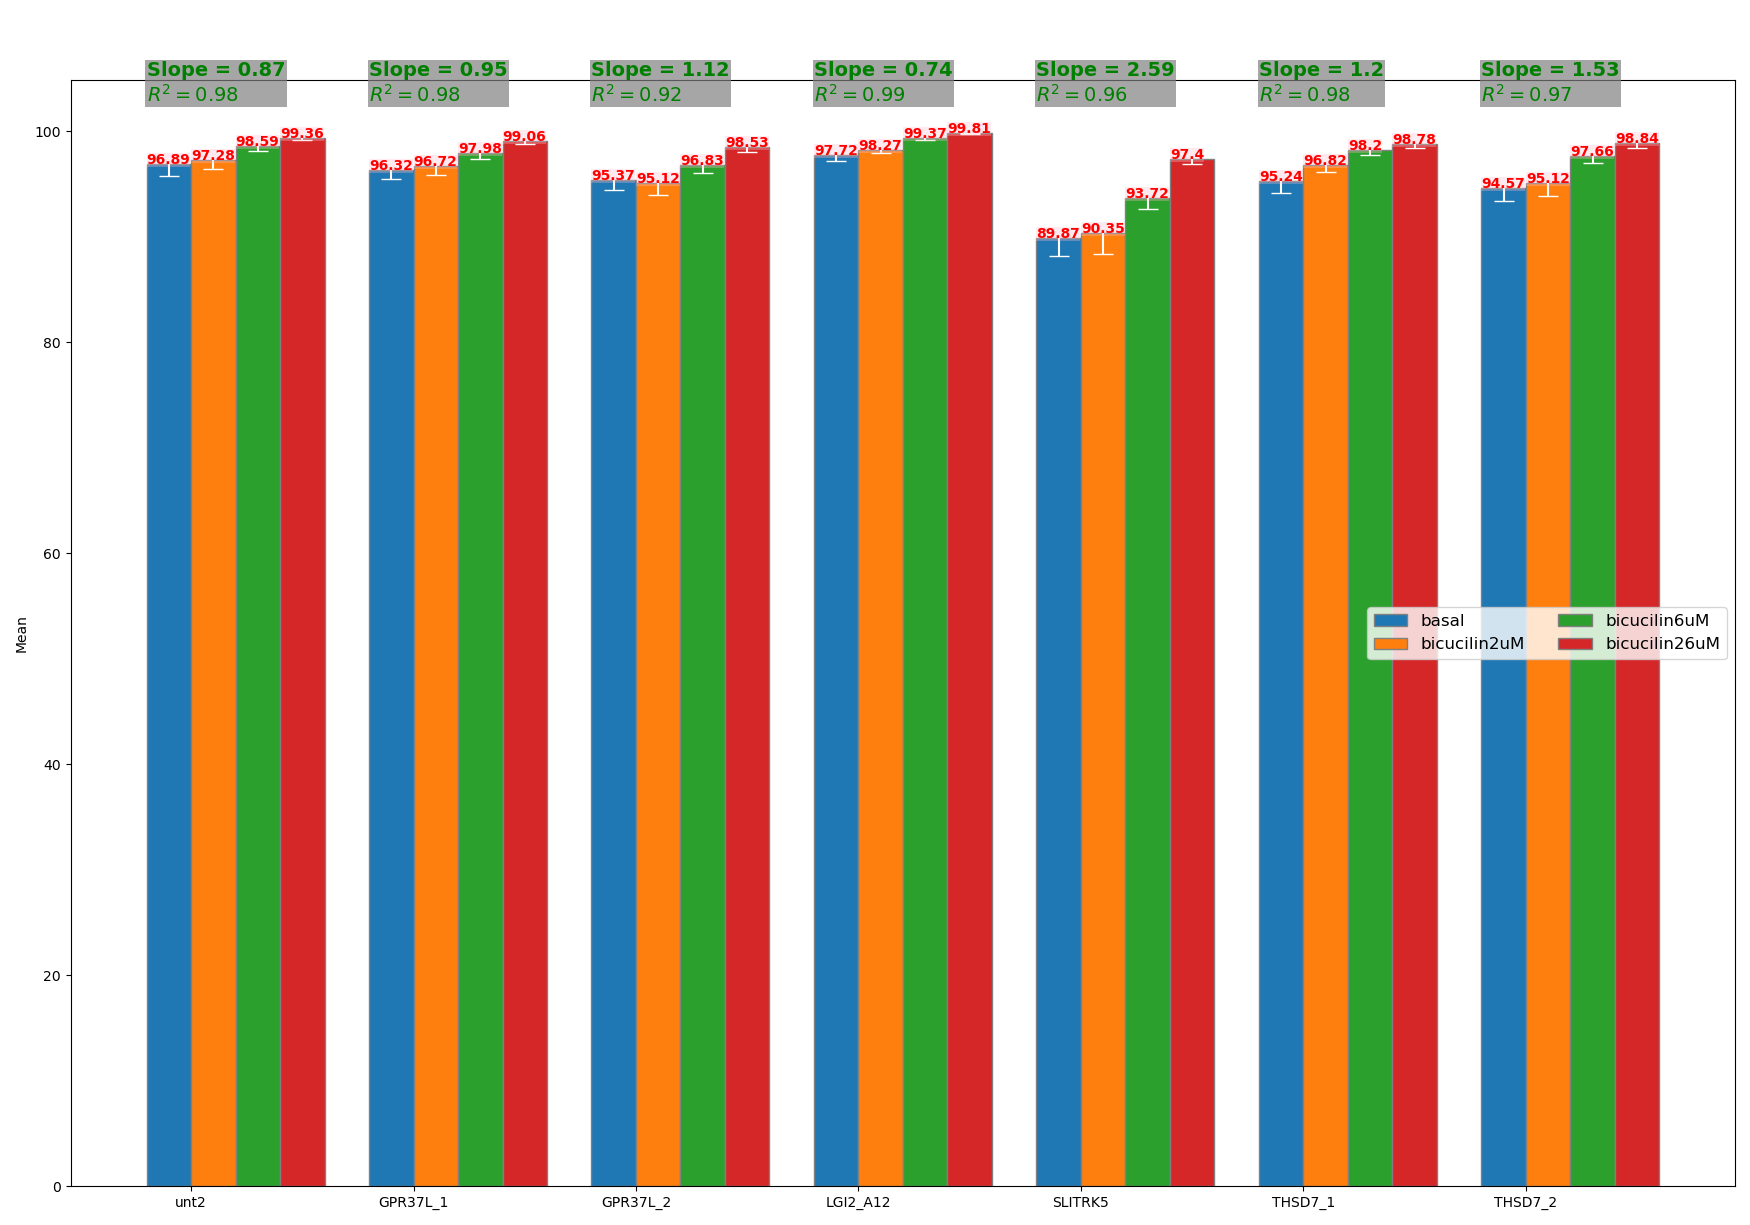 Slope = 0.87 Slope = 0.95 Slope = 1.12 Slope = 0.74 Slope = 2.59 Slope = 1.2 Slope = 1.53
R² = 0.98 R² = 0.98 R² = 0.92 R² = 0.99 R² = 0.96 R² = 0.98 R² = 0.97
96.89 97.28 98.59 99.36 96.32 96.72 97.98 99.06 95.37 95.12 96.83 98.53 97.72 98.27 99.37 99.81 89.87 90.35 93.72 97.4 95.24 96.82 98.2 98.78 94.57 95.12 97.66 98.84
100
80
60
40
20
0
Mean
basal bicucilin6uM
bicucilin2uM bicucilin26uM
unt2 GPR37L_1 GPR37L_2 LGI2_A12 SLITRK5 THSD7_1 THSD7_2